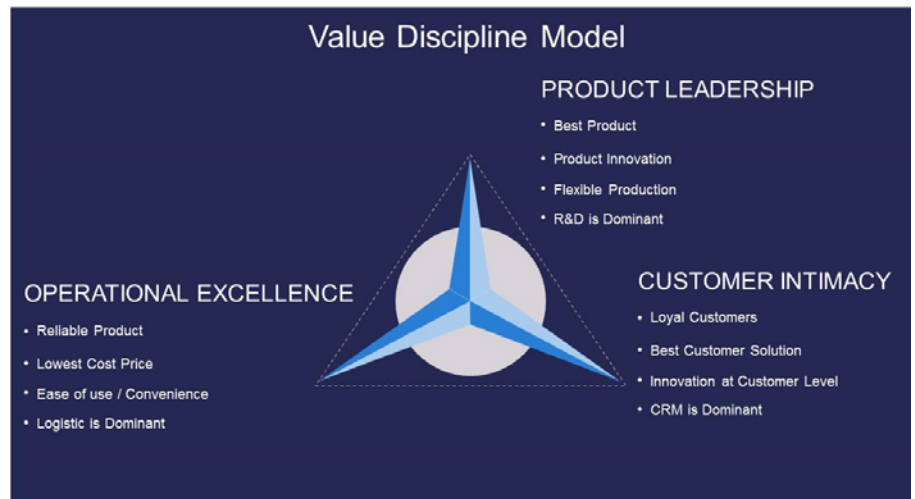 Value Discipline Model
PRODUCT LEADERSHIP
• Best Product
• Product Innovation
• Flexible Production
• R&D is Dominant
OPERATIONAL EXCELLENCE
• Reliable Product
• Lowest Cost Price
• Ease of use / Convenience
• Logistic is Dominant
CUSTOMER INTIMACY
• Loyal Customers
• Best Customer Solution
• Innovation at Customer Level
• CRM is Dominant